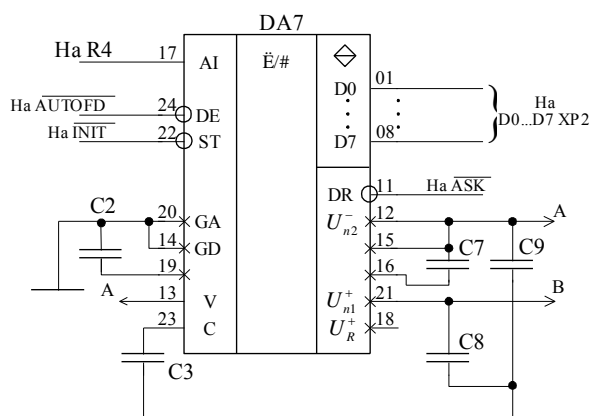 DA7
На R4
17
AI
Ë/#
На AUTOFD
24
DE
На INIT
22
ST
D0
01
D7
08
На
D0...D7 XP2
DR
11
На ASK
C2
20
GA
14
GD
19
A
13
V
23
C
C3
U n2 -
12
A
15
16
C7
C9
U n1 +
21
B
U R +
18
C8